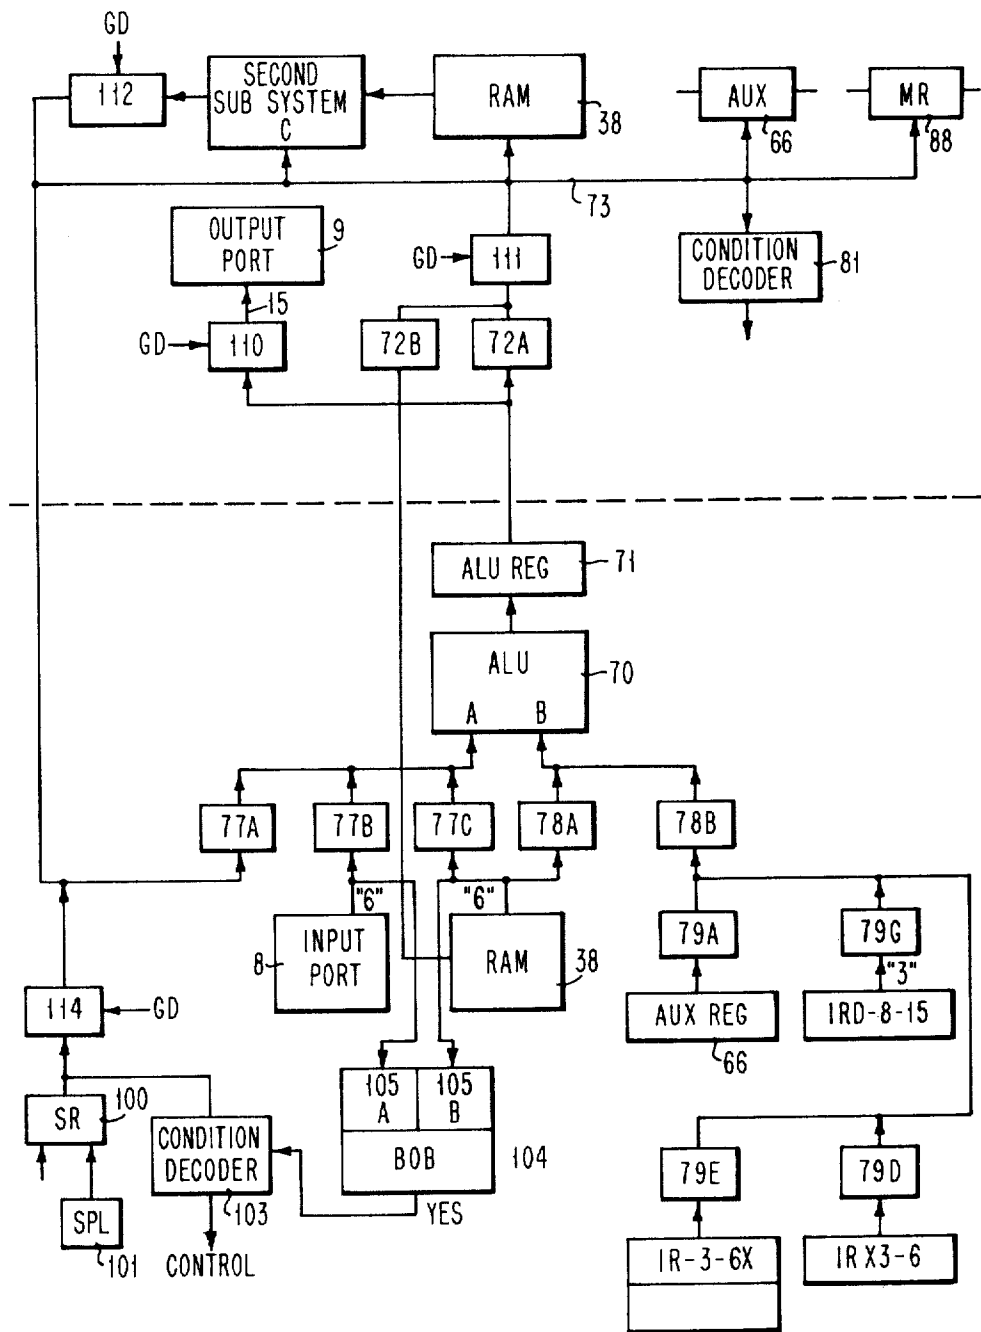 GD
112
SECOND
SUB SYSTEM
C
RAM
38
AUX
66
MR
88
73
OUTPUT
PORT
9
GD
111
CONDITION
DECODER
81
15
GD
110
72B
72A
ALU REG
71
ALU
70
A B
77A
77B
77C
78A
78B
"6"
"6"
INPUT
PORT
8
RAM
38
79A
79G
"3"
AUX REG
66
IRD-8-15
114
GD
SR
100
SPL
101
CONDITION
DECODER
103
CONTROL
105
A
105
B
BOB
104
YES
79E
79D
IR-3-6X
IR X3-6